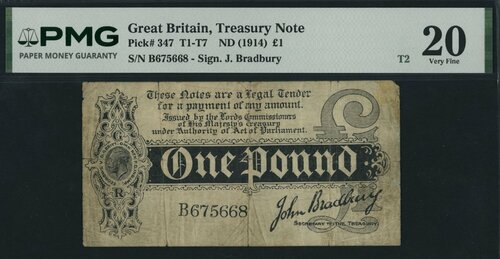 PMG
PAPER MONEY GUARANTY
Great Britain, Treasury Note
Pick# 347 T1-T7 ND (1914) £1
S/N B675668 - Sign. J. Bradbury
T2
20
Very Fine
These Notes are a Legal Tender
for a payment of any amount.
Issued by the Lords Commissioners
of His Majesty's Treasury
under Authority of Act of Parliament.
£
G
R
One Pound
B675668
John Bradbury
SECRETARY TO THE TREASURY
£1